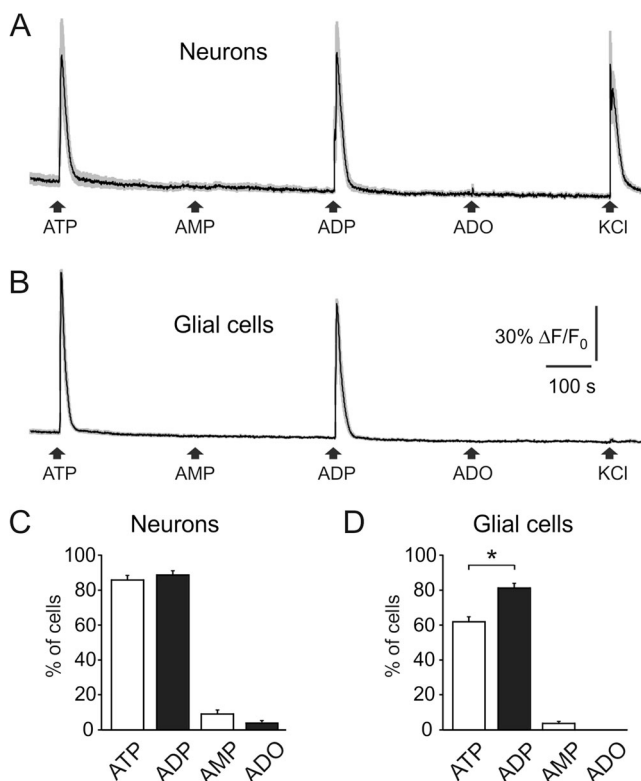 A
Neurons
ATP AMP ADP ADO KCl
B
Glial cells
30% ΔF/F0
100 s
ATP AMP ADP ADO KCl
C Neurons
% of cells
100
80
60
40
20
0
ATP ADP AMP ADO
D Glial cells
*
% of cells
100
80
60
40
20
0
ATP ADP AMP ADO